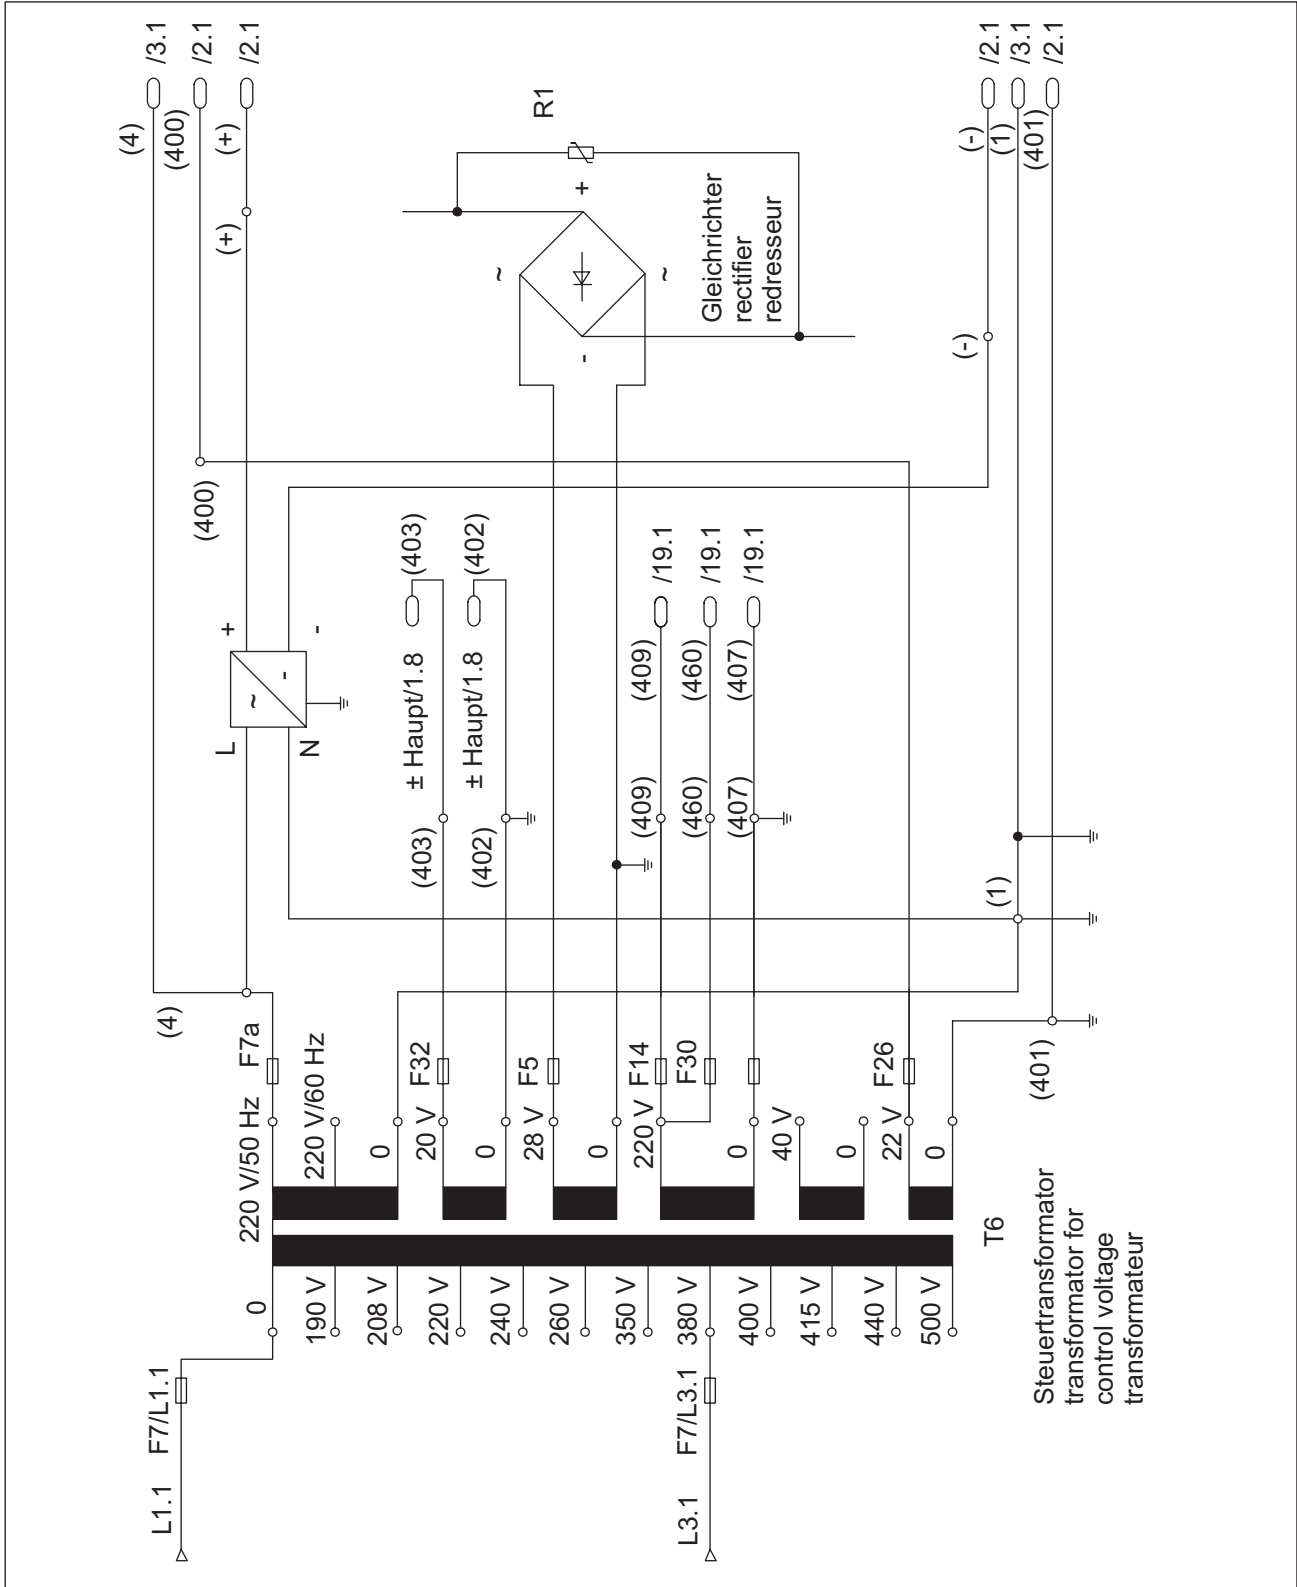 L1.1
F7/L1.1
L3.1
F7/L3.1
0
190 V
208 V
220 V
240 V
260 V
350 V
380 V
400 V
415 V
440 V
500 V
T6
Steuertransformator
transformator for
control voltage
transformateur
220 V/50 Hz
220 V/60 Hz
0
20 V
0
28 V
0
220 V
0
40 V
0
22 V
0
F7a
F32
F5
F14
F30
F26
(4)
(401)
(1)
(403)
(402)
(409)
(460)
(407)
L
N
~
-
+
-
± Haupt/1.8
± Haupt/1.8
(403)
(402)
(409)
(460)
(407)
/19.1
/19.1
/19.1
(400)
~
~
+
-
Gleichrichter
rectifier
redresseur
R1
(+)
(-)
(4)
(400)
(+)
(-)
(1)
(401)
/3.1
/2.1
/2.1
/2.1
/3.1
/2.1